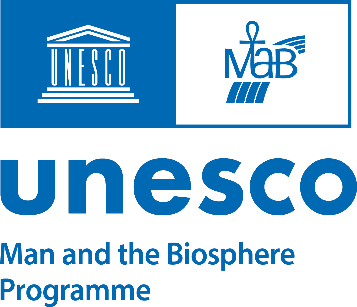 UNESCO
MaB
unesco
Man and the Biosphere
Programme